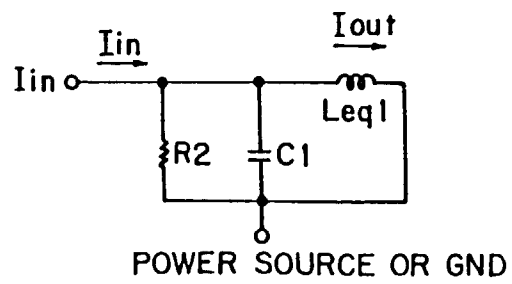 Iin
Iout
Iin
Leq1
R2
C1
POWER SOURCE OR GND